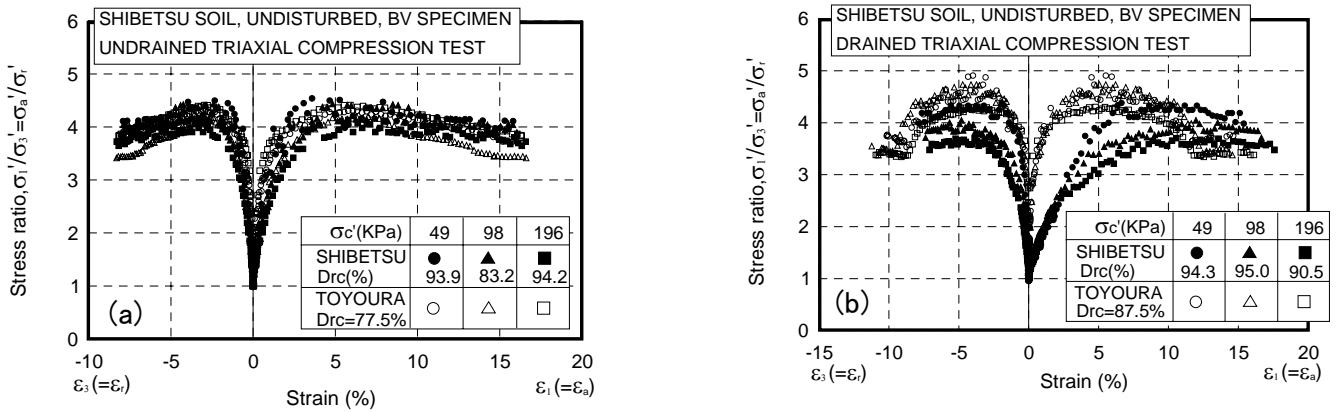 SHIBETSU SOIL, UNDISTURBED, BV SPECIMEN
UNDRAINED TRIAXIAL COMPRESSION TEST
Stress ratio,σ1'/σ3'=σa'/σr'
6
5
4
3
2
1
0
σc'(KPa) 49 98 196
SHIBETSU ● ▲ ■
Drc(%) 93.9 83.2 94.2
TOYOURA
Drc=77.5% ○ △ □
(a)
-10 -5 0 5 10 15 20
ε3(=εr) Strain (%) ε1(=εa)
SHIBETSU SOIL, UNDISTURBED, BV SPECIMEN
DRAINED TRIAXIAL COMPRESSION TEST
Stress ratio,σ1'/σ3'=σa'/σr'
6
5
4
3
2
1
0
σc'(KPa) 49 98 196
SHIBETSU ● ▲ ■
Drc(%) 94.3 95.0 90.5
TOYOURA
Drc=87.5% ○ △ □
(b)
-15 -10 -5 0 5 10 15 20
ε3(=εr) Strain (%) ε1(=εa)